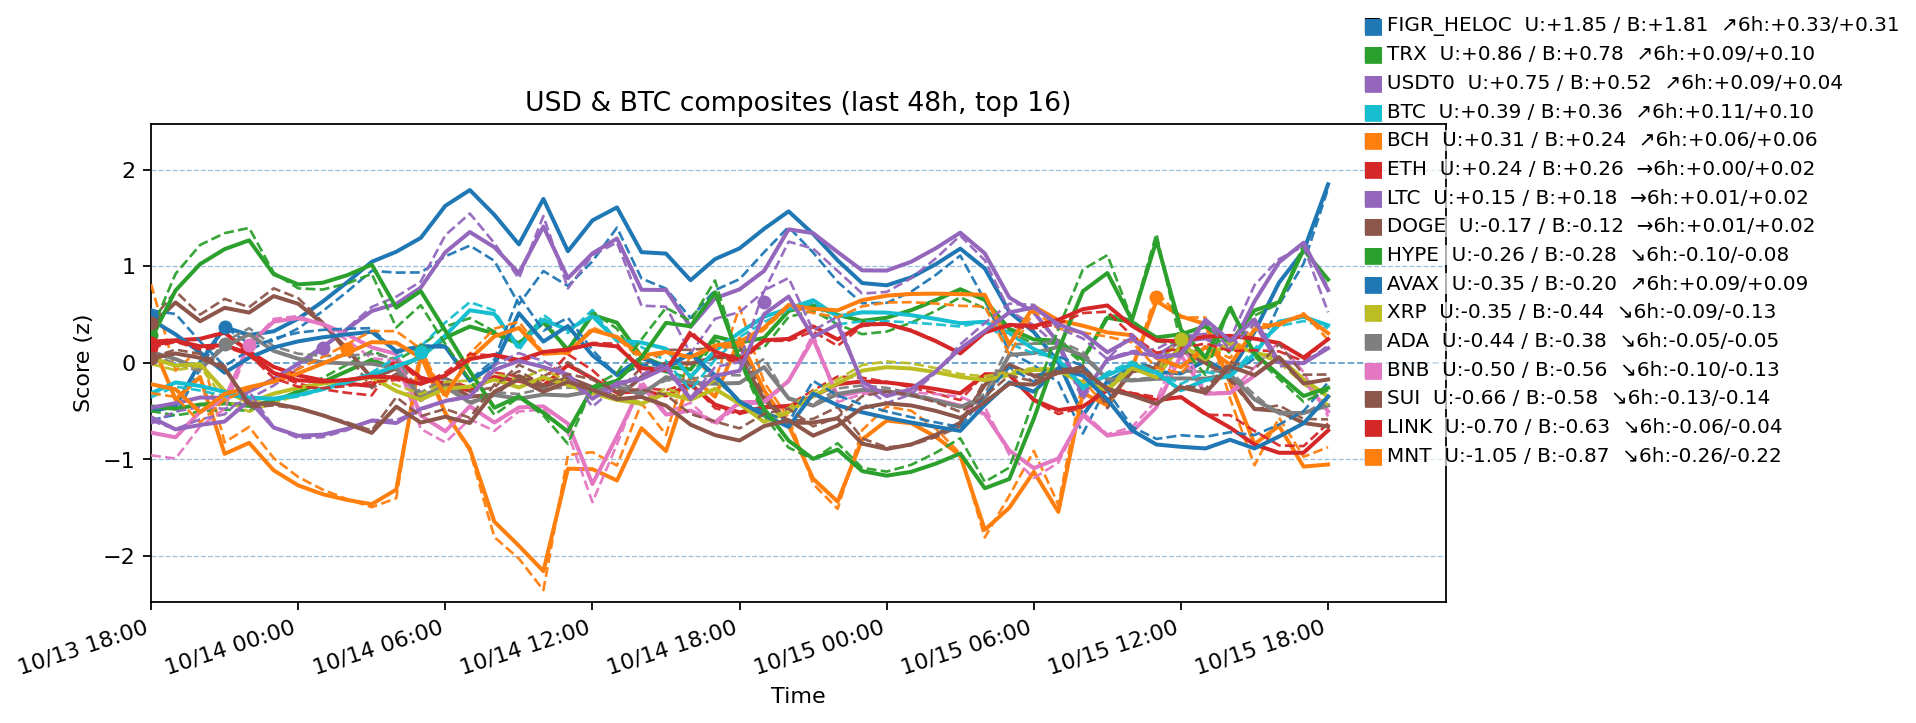 USD & BTC composites (last 48h, top 16)
FIGR_HELOC U:+1.85 / B:+1.81 ↗6h:+0.33/+0.31
TRX U:+0.86 / B:+0.78 ↗6h:+0.09/+0.10
USDT0 U:+0.75 / B:+0.52 ↗6h:+0.09/+0.04
BTC U:+0.39 / B:+0.36 ↗6h:+0.11/+0.10
BCH U:+0.31 / B:+0.24 ↗6h:+0.06/+0.06
ETH U:+0.24 / B:+0.26 →6h:+0.00/+0.02
LTC U:+0.15 / B:+0.18 →6h:+0.01/+0.02
DOGE U:-0.17 / B:-0.12 →6h:+0.01/+0.02
HYPE U:-0.26 / B:-0.28 ↘6h:-0.10/-0.08
AVAX U:-0.35 / B:-0.20 ↗6h:+0.09/+0.09
XRP U:-0.35 / B:-0.44 ↘6h:-0.09/-0.13
ADA U:-0.44 / B:-0.38 ↘6h:-0.05/-0.05
BNB U:-0.50 / B:-0.56 ↘6h:-0.10/-0.13
SUI U:-0.66 / B:-0.58 ↘6h:-0.13/-0.14
LINK U:-0.70 / B:-0.63 ↘6h:-0.06/-0.04
MNT U:-1.05 / B:-0.87 ↘6h:-0.26/-0.22
Score (z)
2
1
0
−1
−2
10/13 18:00
10/14 00:00
10/14 06:00
10/14 12:00
10/14 18:00
10/15 00:00
10/15 06:00
10/15 12:00
10/15 18:00
Time